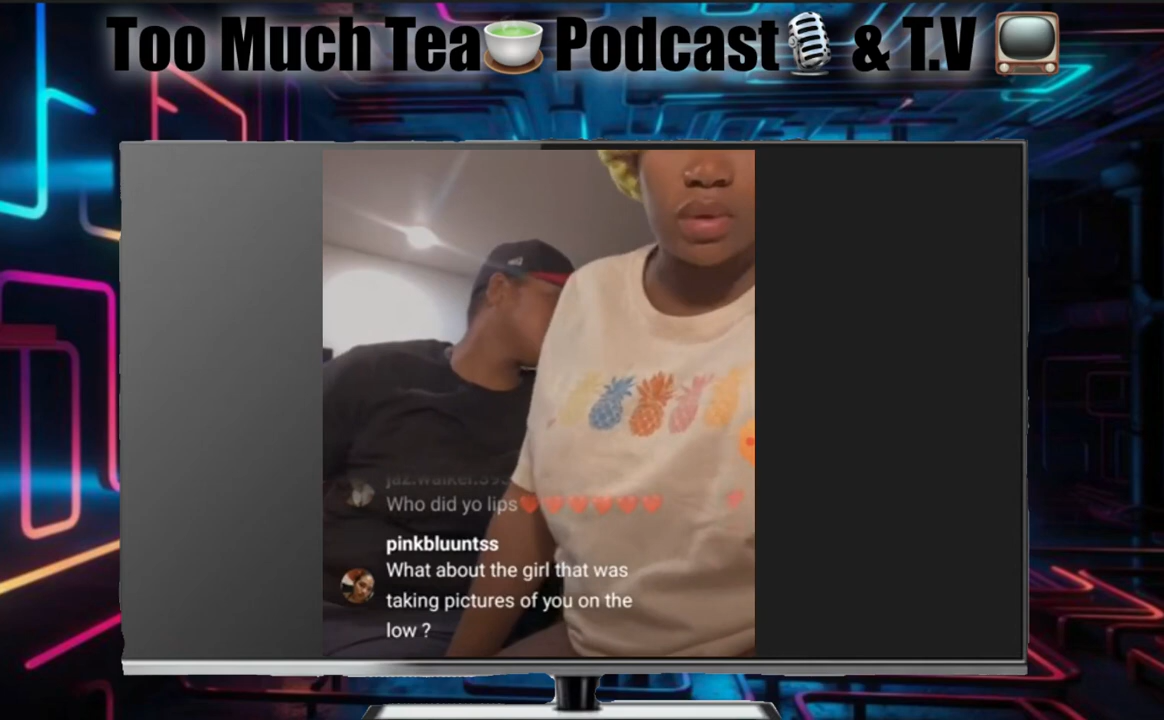 Too Much Tea🍵 Podcast🎙️ & T.V 📺
Who did yo lips❤️❤️❤️❤️❤️❤️
pinkbluuntss
What about the girl that was
taking pictures of you on the
low ?